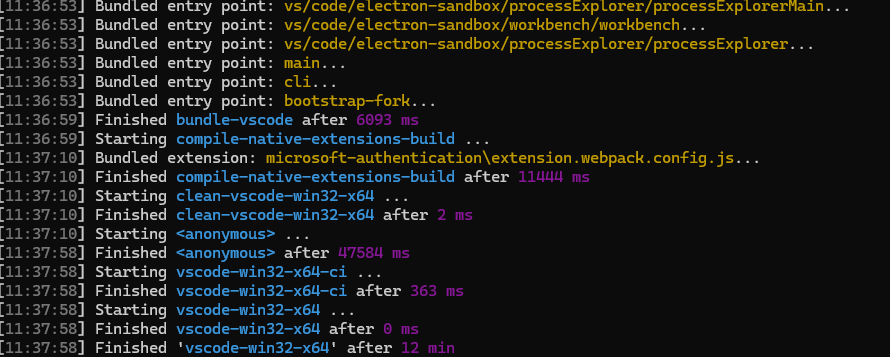 [11:36:53] Bundled entry point: vs/code/electron-sandbox/processExplorer/processExplorerMain...
[11:36:53] Bundled entry point: vs/code/electron-sandbox/workbench/workbench...
[11:36:53] Bundled entry point: vs/code/electron-sandbox/processExplorer/processExplorer...
[11:36:53] Bundled entry point: main...
[11:36:53] Bundled entry point: cli...
[11:36:53] Bundled entry point: bootstrap-fork...
[11:36:59] Finished bundle-vscode after 6093 ms
[11:36:59] Starting compile-native-extensions-build ...
[11:37:10] Bundled extension: microsoft-authentication\extension.webpack.config.js...
[11:37:10] Finished compile-native-extensions-build after 11444 ms
[11:37:10] Starting clean-vscode-win32-x64 ...
[11:37:10] Finished clean-vscode-win32-x64 after 2 ms
[11:37:10] Starting <anonymous> ...
[11:37:58] Finished <anonymous> after 47584 ms
[11:37:58] Starting vscode-win32-x64-ci ...
[11:37:58] Finished vscode-win32-x64-ci after 363 ms
[11:37:58] Starting vscode-win32-x64 ...
[11:37:58] Finished vscode-win32-x64 after 0 ms
[11:37:58] Finished 'vscode-win32-x64' after 12 min